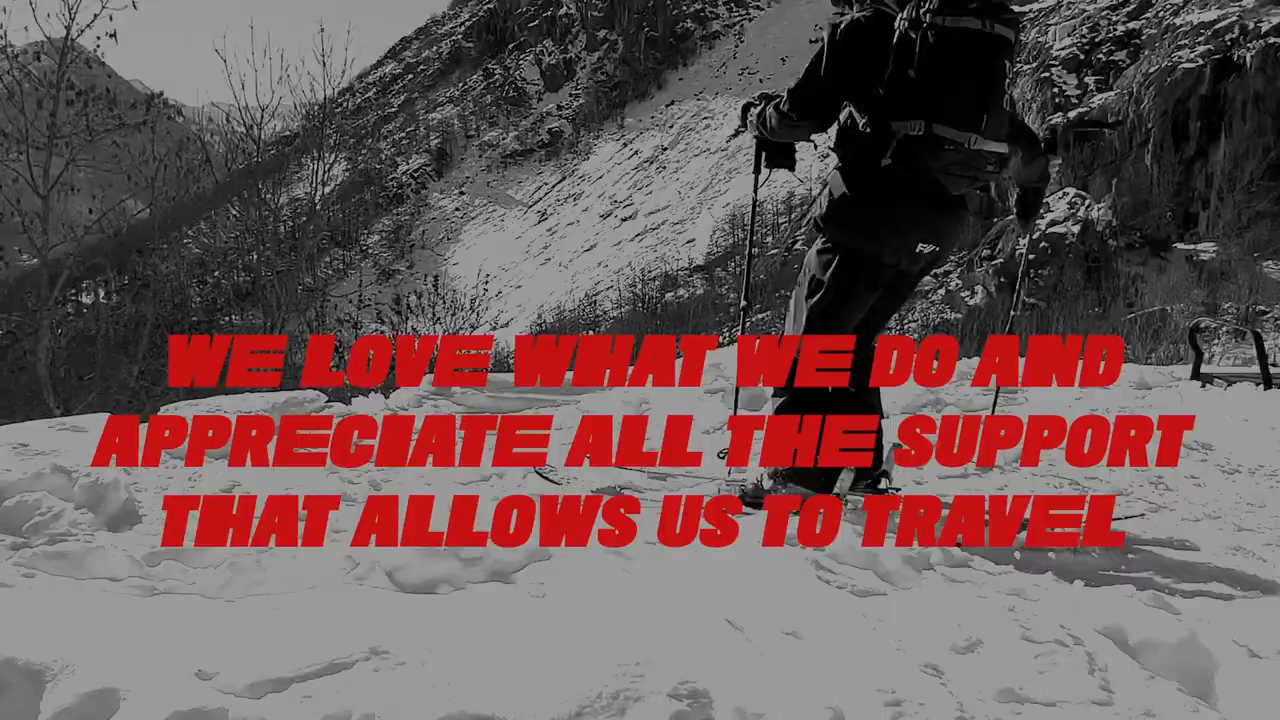 WE LOVE WHAT WE DO AND
APPRECIATE ALL THE SUPPORT
THAT ALLOWS US TO TRAVEL